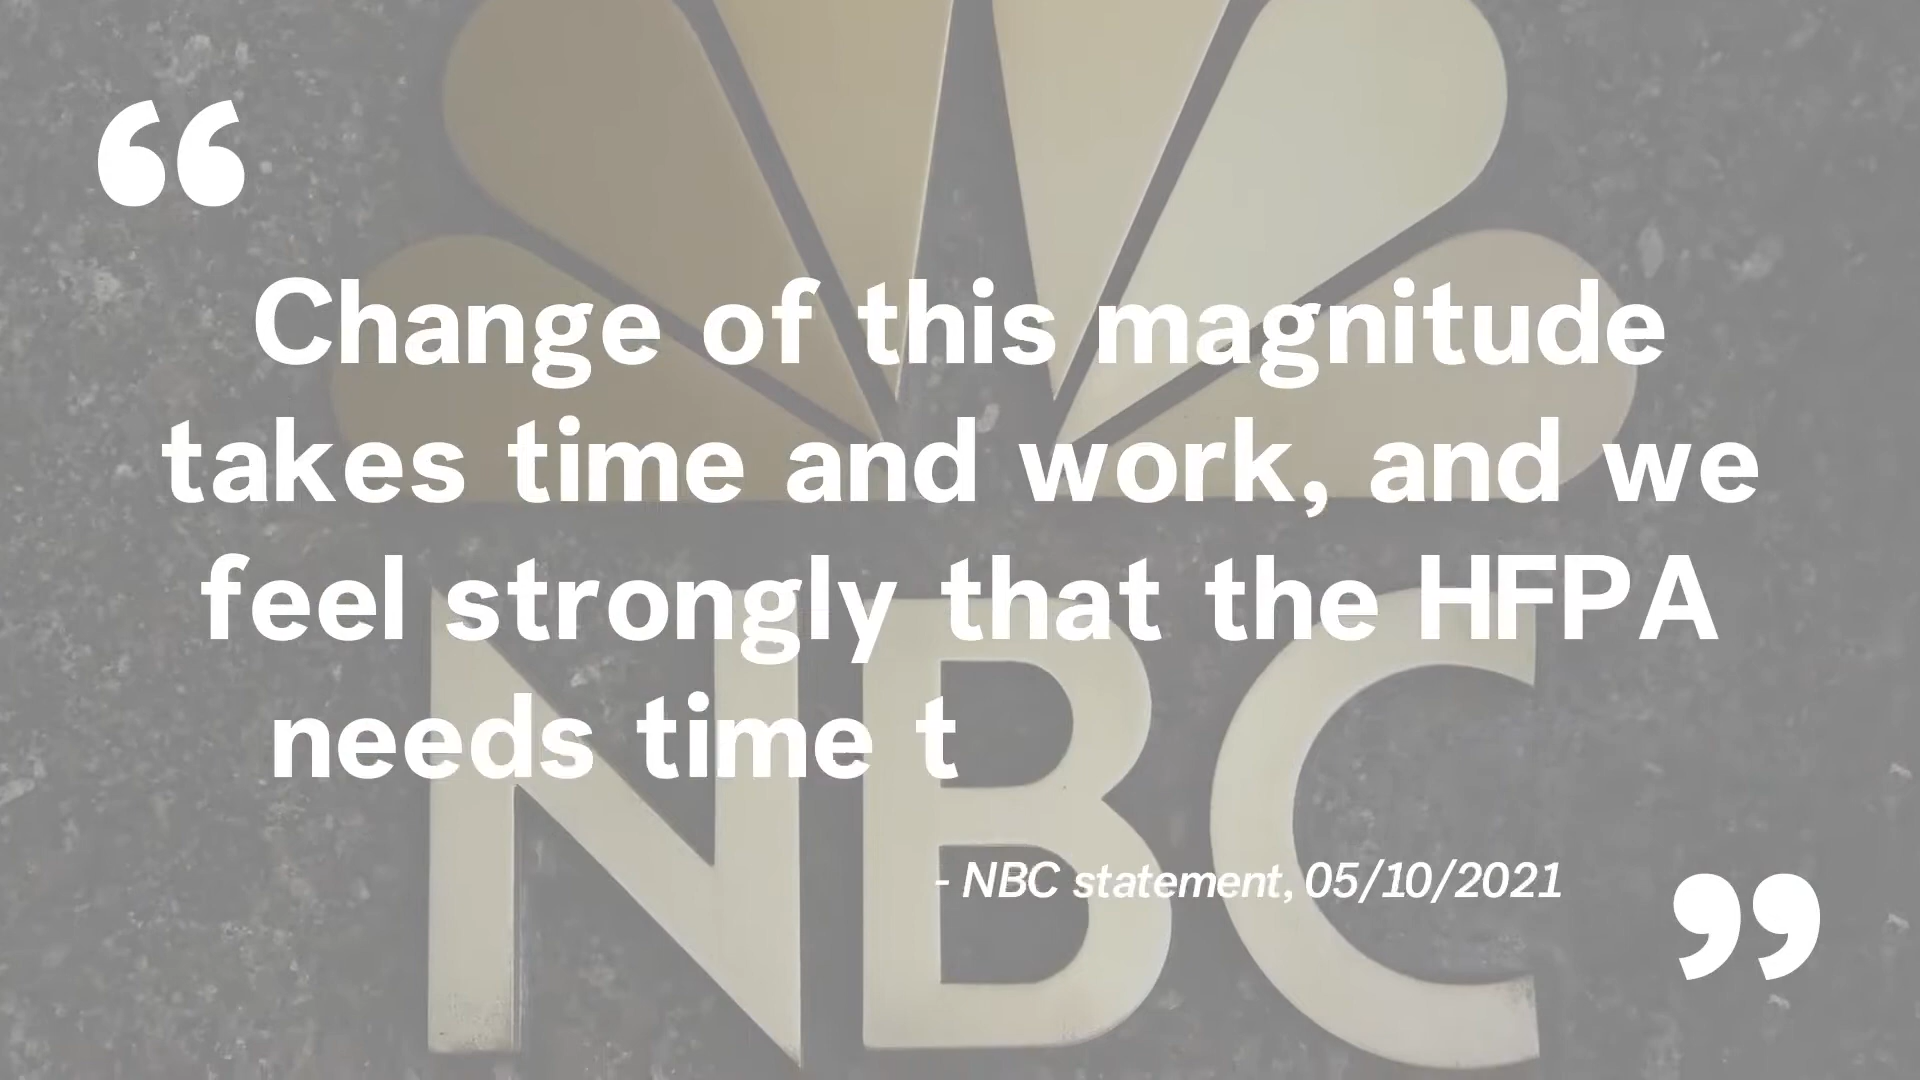 “
Change of this magnitude
takes time and work, and we
feel strongly that the HFPA
needs time t
- NBC statement, 05/10/2021
”
NBC